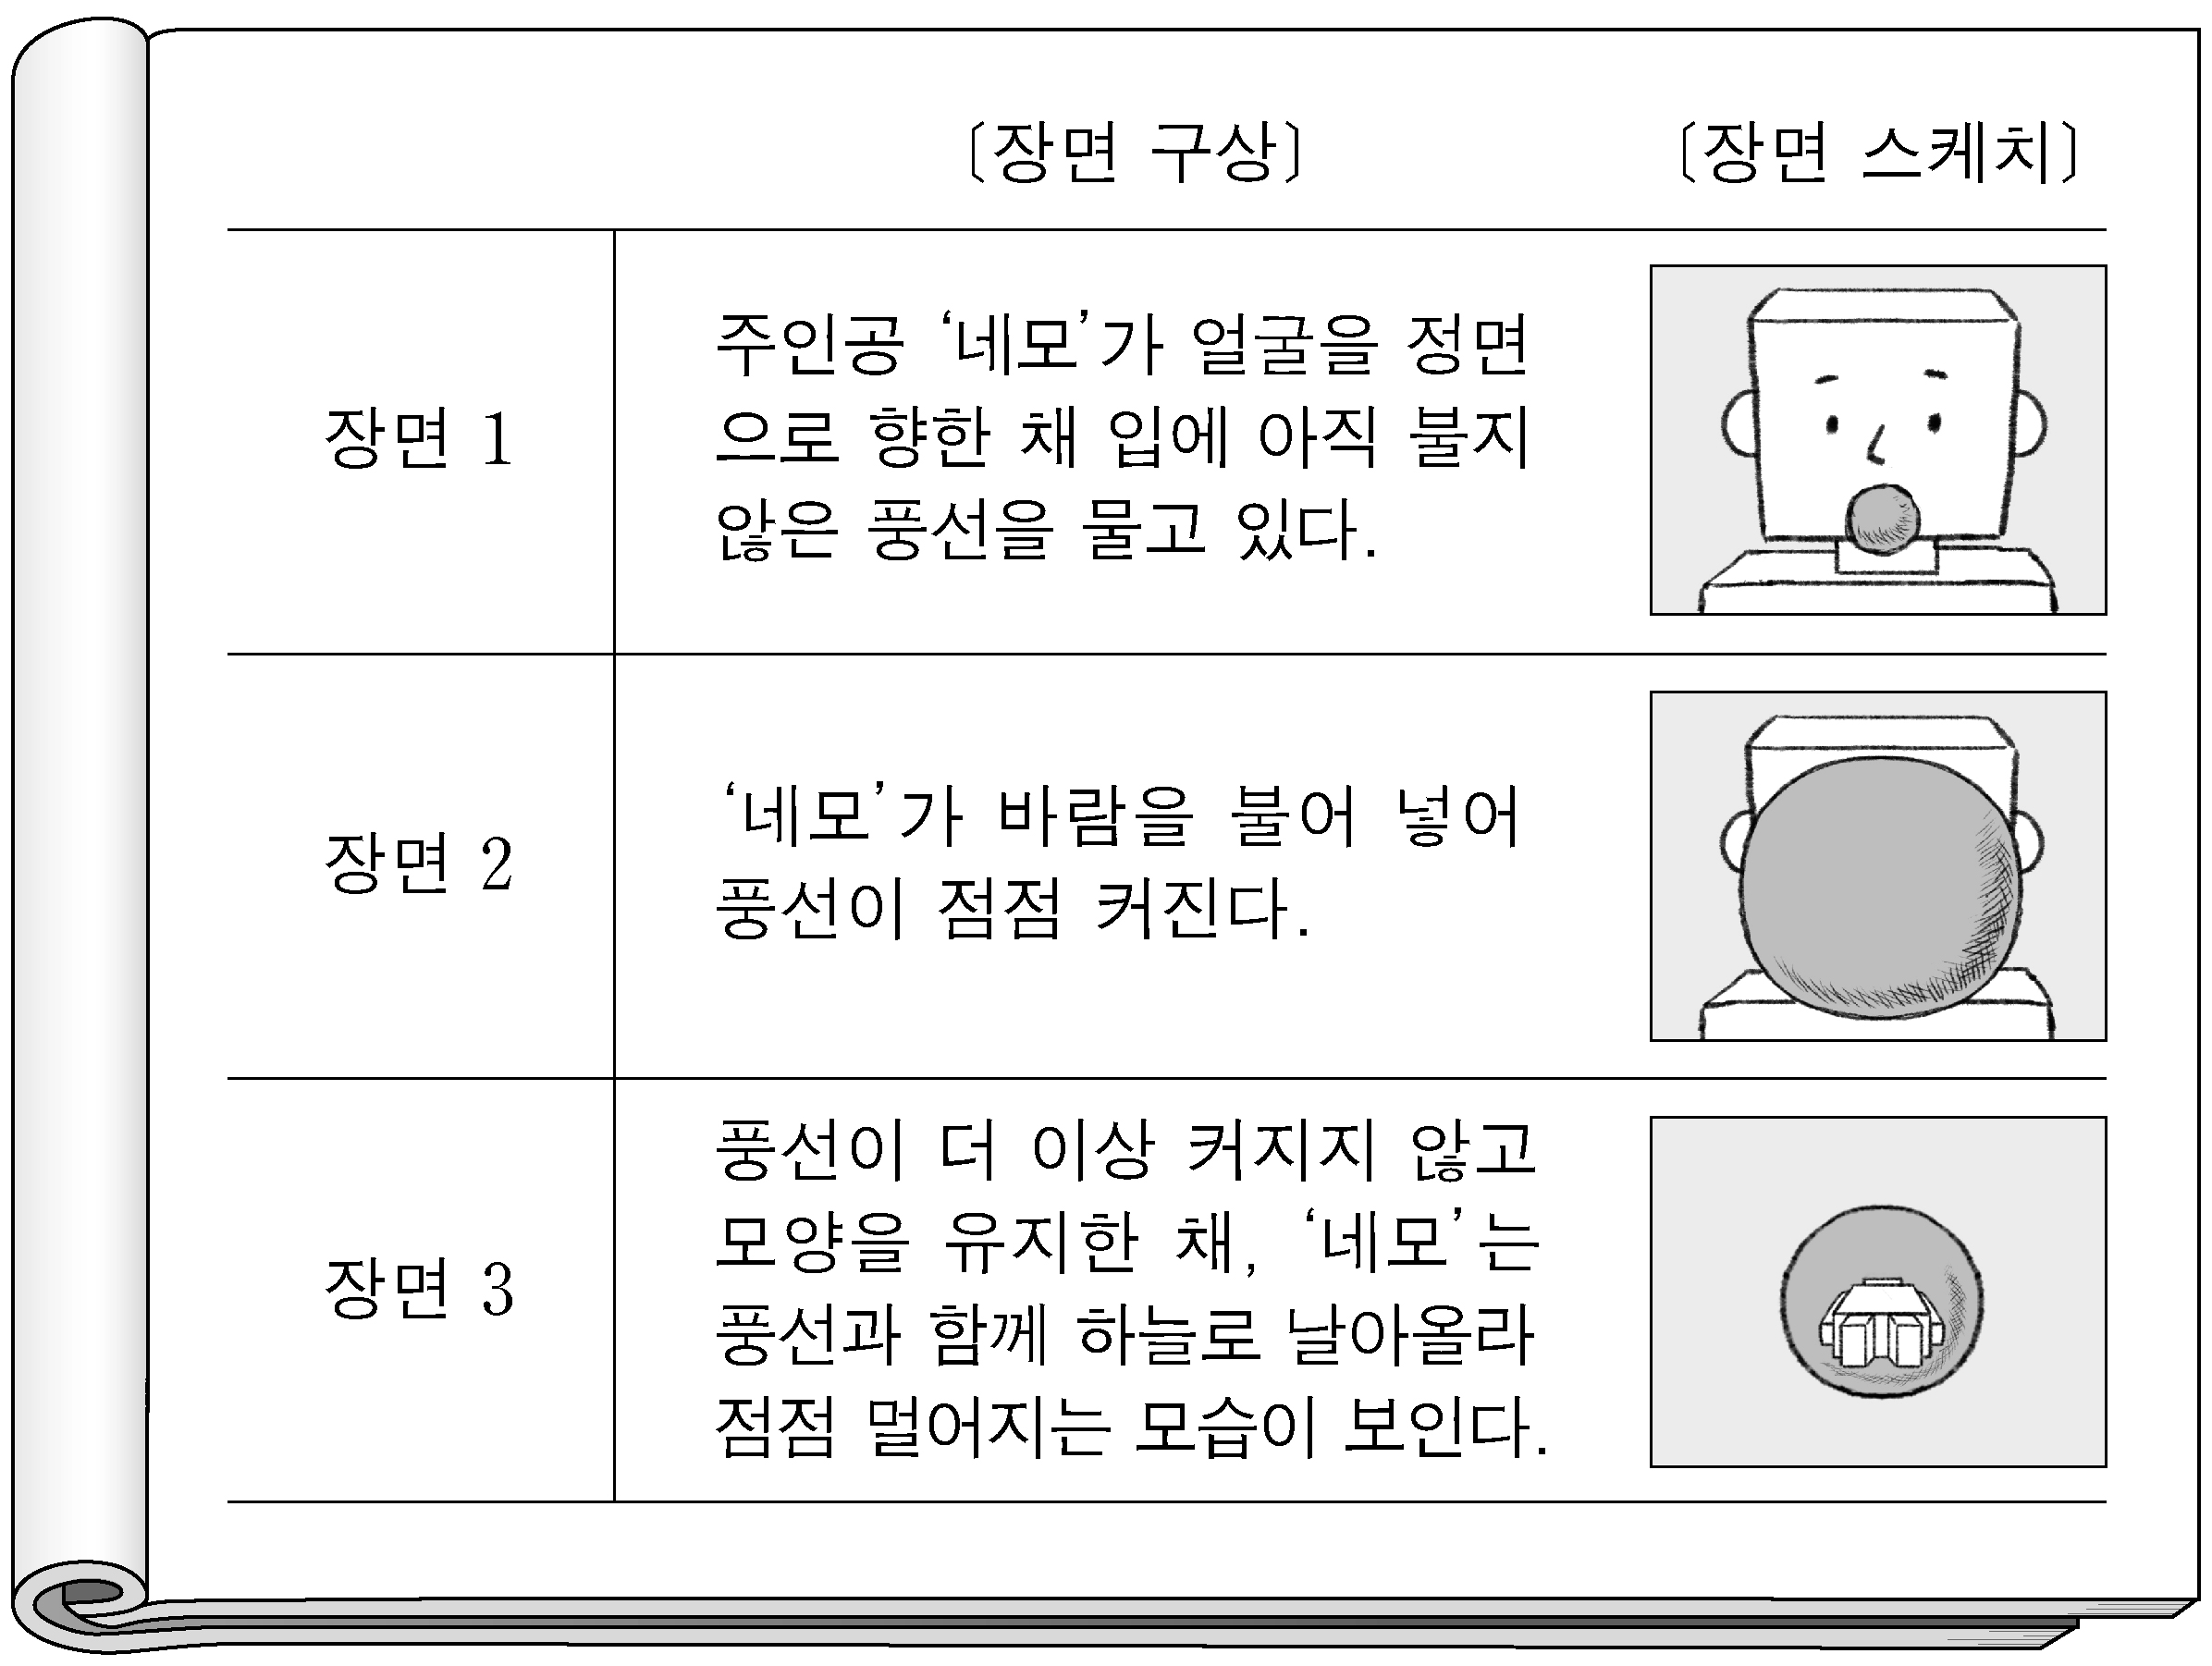 〔장면 구상〕 〔장면 스케치〕
장면 1
주인공 ‘네모’가 얼굴을 정면
으로 향한 채 입에 아직 불지
않은 풍선을 물고 있다.
장면 2
‘네모’가 바람을 불어 넣어
풍선이 점점 커진다.
장면 3
풍선이 더 이상 커지지 않고
모양을 유지한 채, ‘네모’는
풍선과 함께 하늘로 날아올라
점점 멀어지는 모습이 보인다.